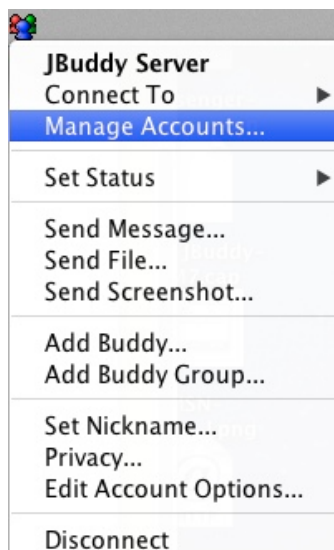 JBuddy Server
Connect To
Manage Accounts...
Set Status
Send Message...
Send File...
Send Screenshot...
Add Buddy...
Add Buddy Group...
Set Nickname...
Privacy...
Edit Account Options...
Disconnect